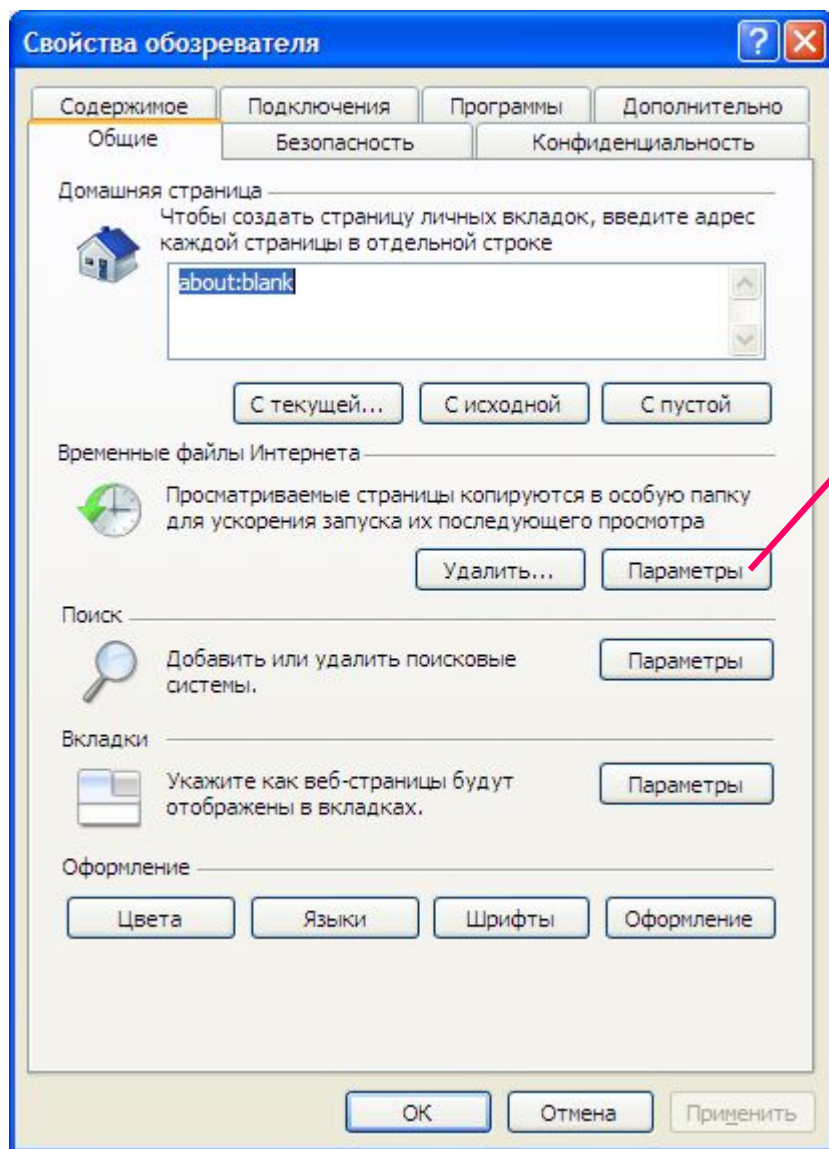 Свойства обозревателя
Содержимое Подключения Программы Дополнительно
Общие Безопасность Конфиденциальность
Домашняя страница
Чтобы создать страницу личных вкладок, введите адрес
каждой страницы в отдельной строке
about:blank
С текущей... С исходной С пустой
Временные файлы Интернета
Просматриваемые страницы копируются в особую папку
для ускорения запуска их последующего просмотра
Удалить... Параметры
Поиск
Добавить или удалить поисковые
системы.
Параметры
Вкладки
Укажите как веб-страницы будут
отображены в вкладках.
Параметры
Оформление
Цвета Языки Шрифты Оформление
ОК Отмена Применить